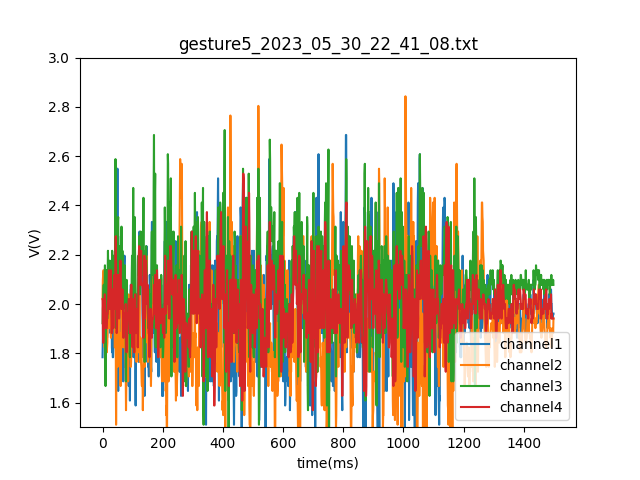 gesture5_2023_05_30_22_41_08.txt
3.0
2.8
2.6
2.4
2.2
2.0
1.8
1.6
V(V)
0 200 400 600 800 1000 1200 1400
time(ms)
channel1
channel2
channel3
channel4